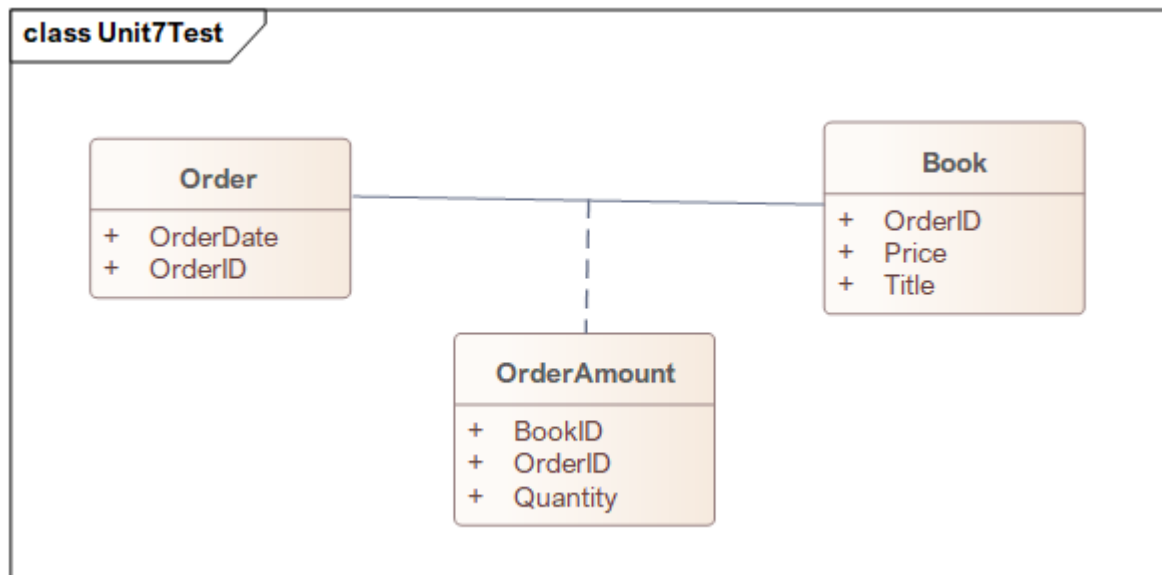 class Unit7Test
Order
+ OrderDate
+ OrderID
Book
+ OrderID
+ Price
+ Title
OrderAmount
+ BookID
+ OrderID
+ Quantity